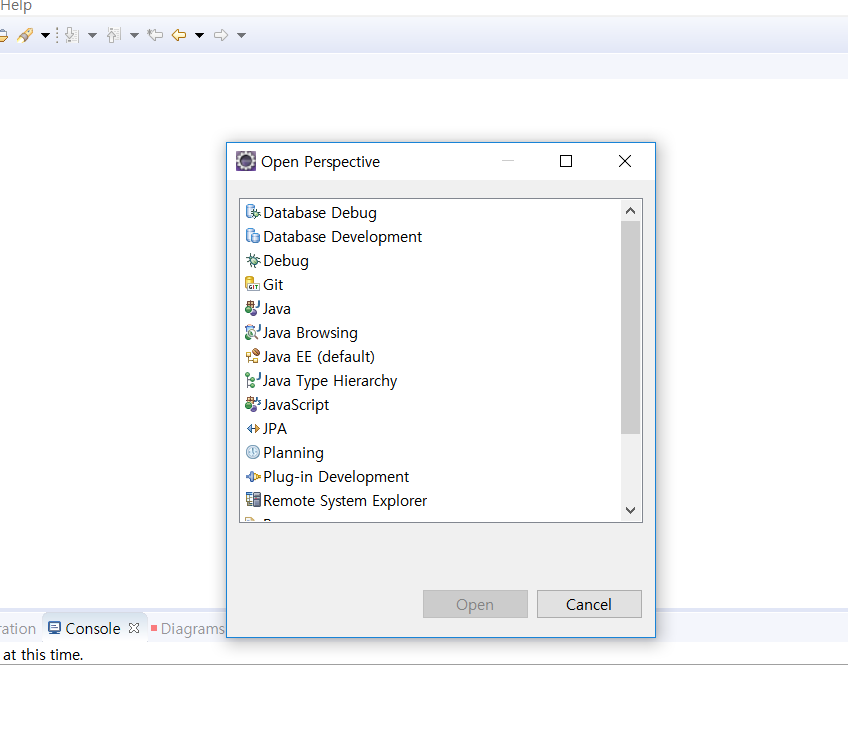 Help
Open Perspective
Database Debug
Database Development
Debug
Git
Java
Java Browsing
Java EE (default)
Java Type Hierarchy
JavaScript
JPA
Planning
Plug-in Development
Remote System Explorer
Open Cancel
ration Console Diagrams
at this time.